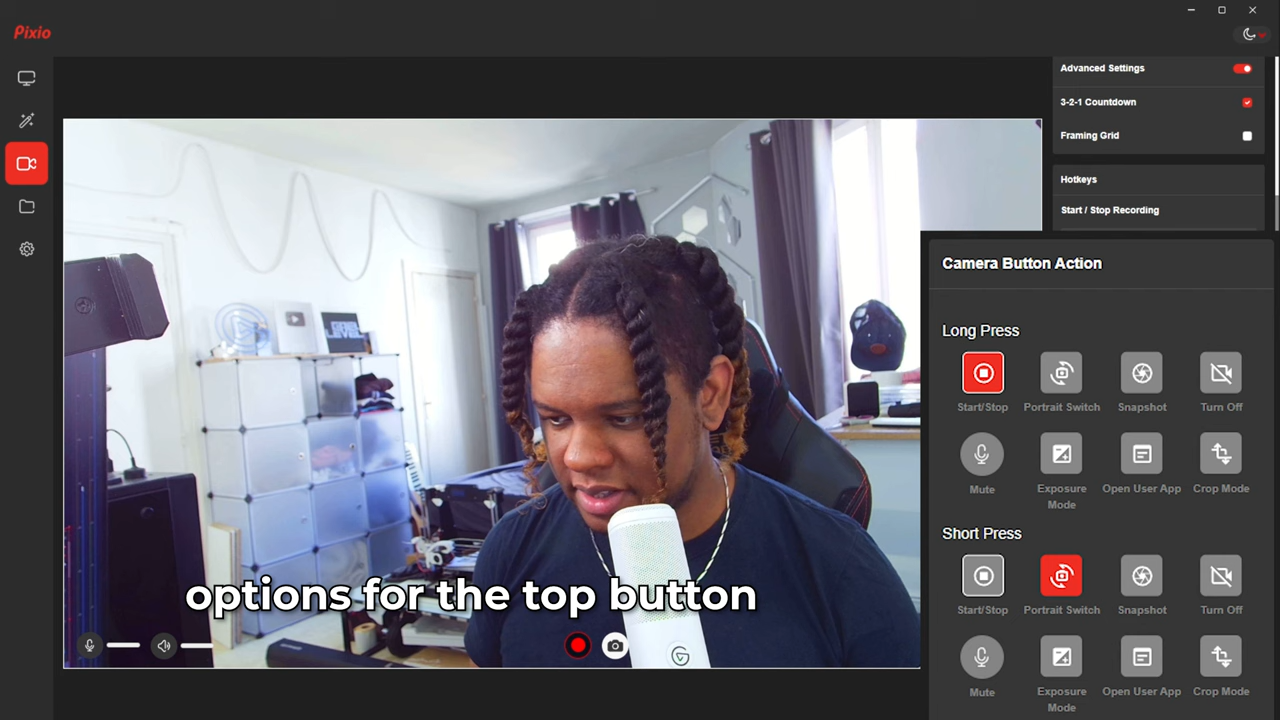 Pixio
Advanced Settings
3-2-1 Countdown
Framing Grid
Hotkeys
Start / Stop Recording
Camera Button Action
Long Press
Start/Stop
Portrait Switch
Snapshot
Turn Off
Mute
Exposure
Mode
Open User App
Crop Mode
Short Press
Start/Stop
Portrait Switch
Snapshot
Turn Off
Mute
Exposure
Mode
Open User App
Crop Mode
options for the top button